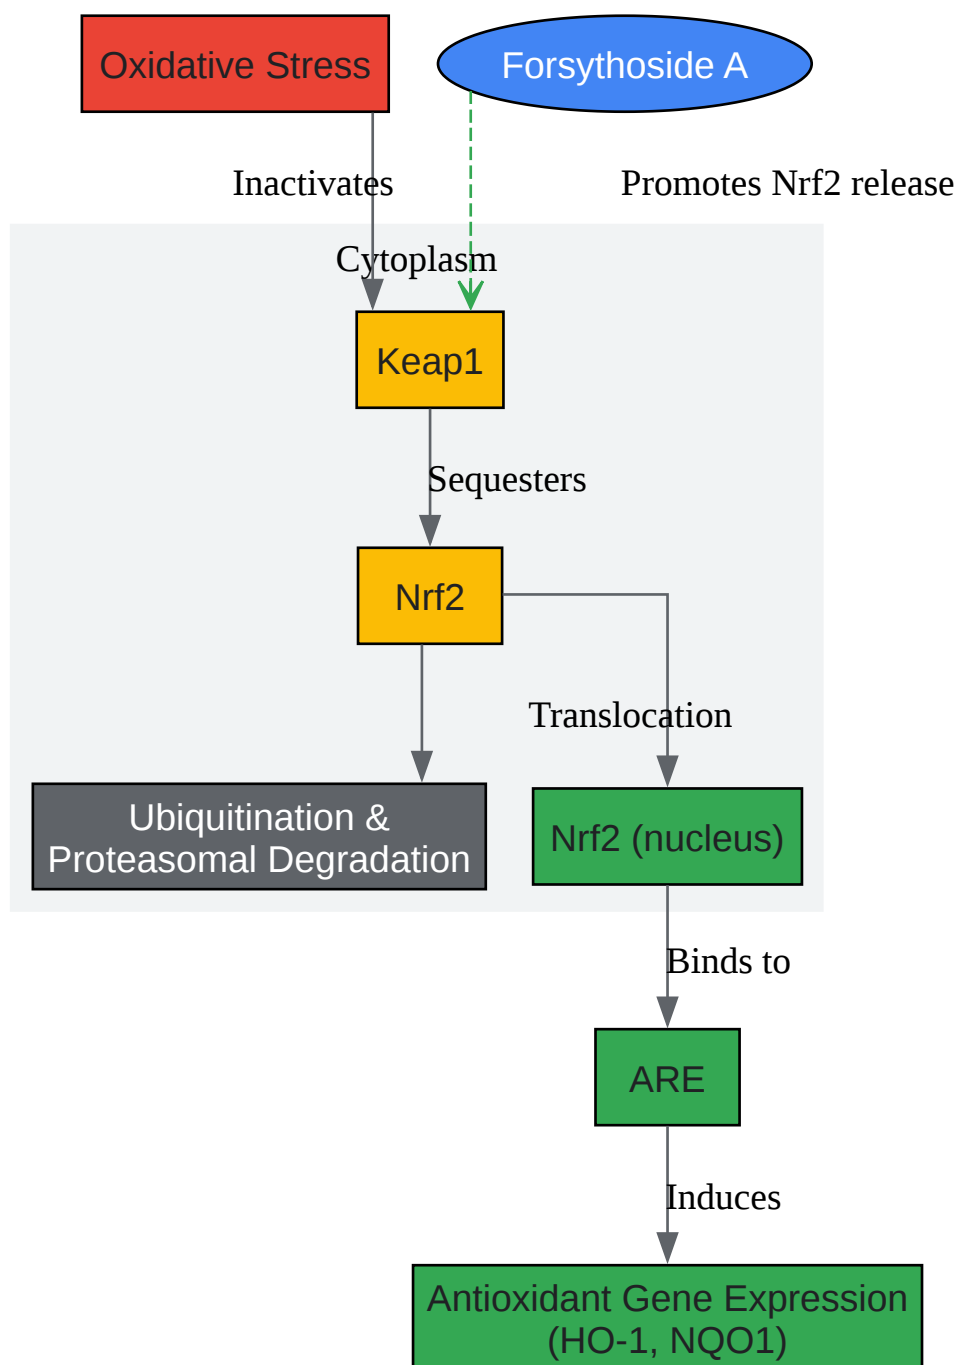 Oxidative Stress
Forsythoside A
Inactivates
Promotes Nrf2 release
Cytoplasm
Keap1
Sequesters
Nrf2
Translocation
Ubiquitination &
Proteasomal Degradation
Nrf2 (nucleus)
Binds to
ARE
Induces
Antioxidant Gene Expression
(HO-1, NQO1)